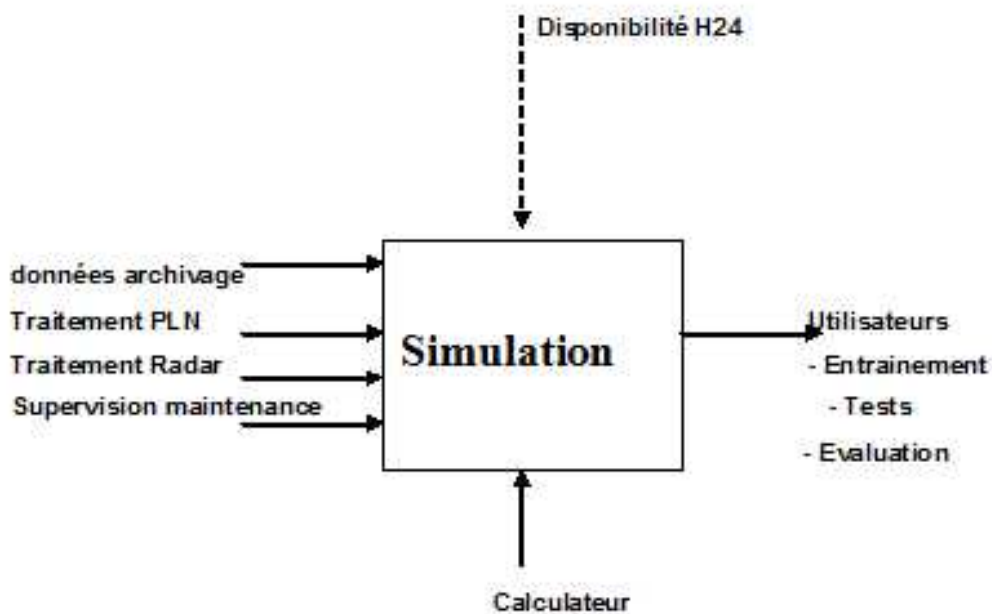 Disponibilité H24
données archivage
Traitement PLN
Traitement Radar
Supervision maintenance
Simulation
Utilisateurs
- Entrainement
- Tests
- Evaluation
Calculateur